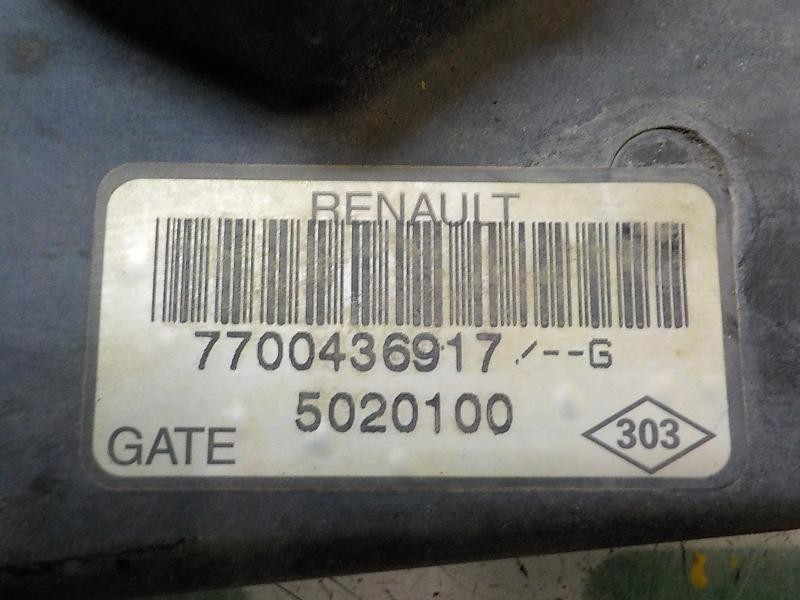 RENAULT
7700436917/--G
5020100
GATE
303